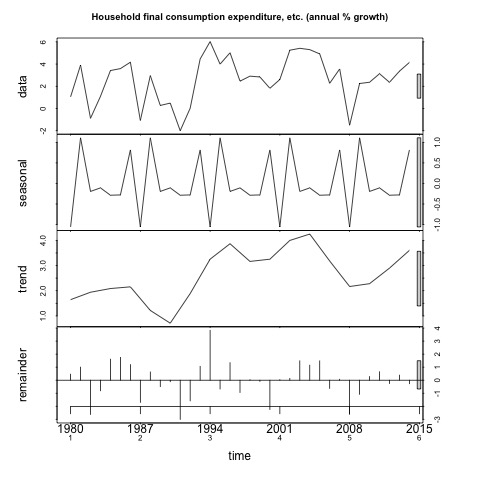 Household final consumption expenditure, etc. (annual % growth)
data
-2 0 2 4 6
seasonal
-1.0 -0.5 0.0 0.5 1.0
trend
1.0 2.0 3.0 4.0
remainder
-3 -1 0 1 2 3 4
1980 1987 1994 2001 2008 2015
1 2 3 4 5 6
time